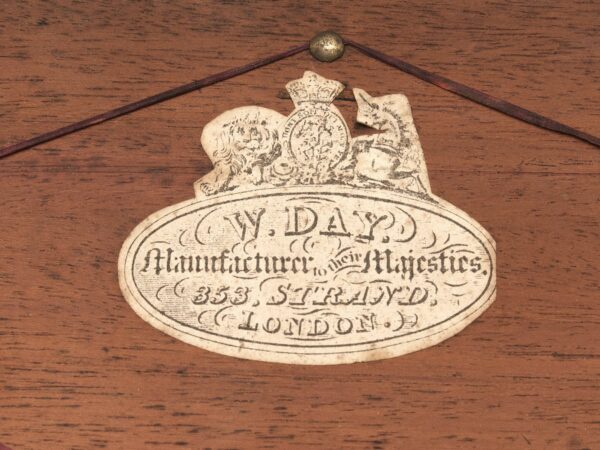 W. DAY.
Manufacturer to their Majesties.
353. STRAND.
LONDON.